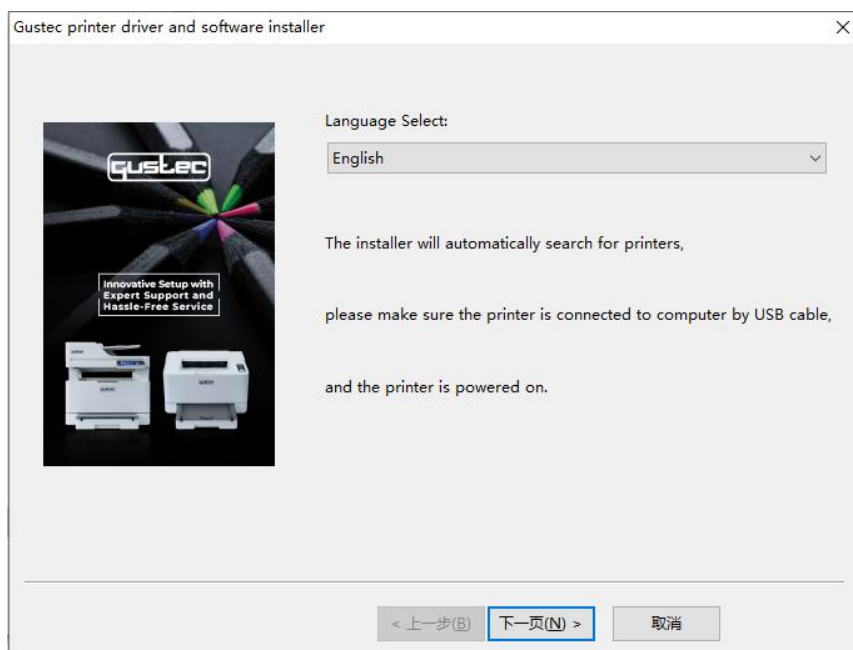 Gustec printer driver and software installer
Language Select:
English
gustec
Innovative Setup with
Expert Support and
Hassle-Free Service
The installer will automatically search for printers,
please make sure the printer is connected to computer by USB cable,
and the printer is powered on.
< 上一步(B)
下一页(N) >
取消